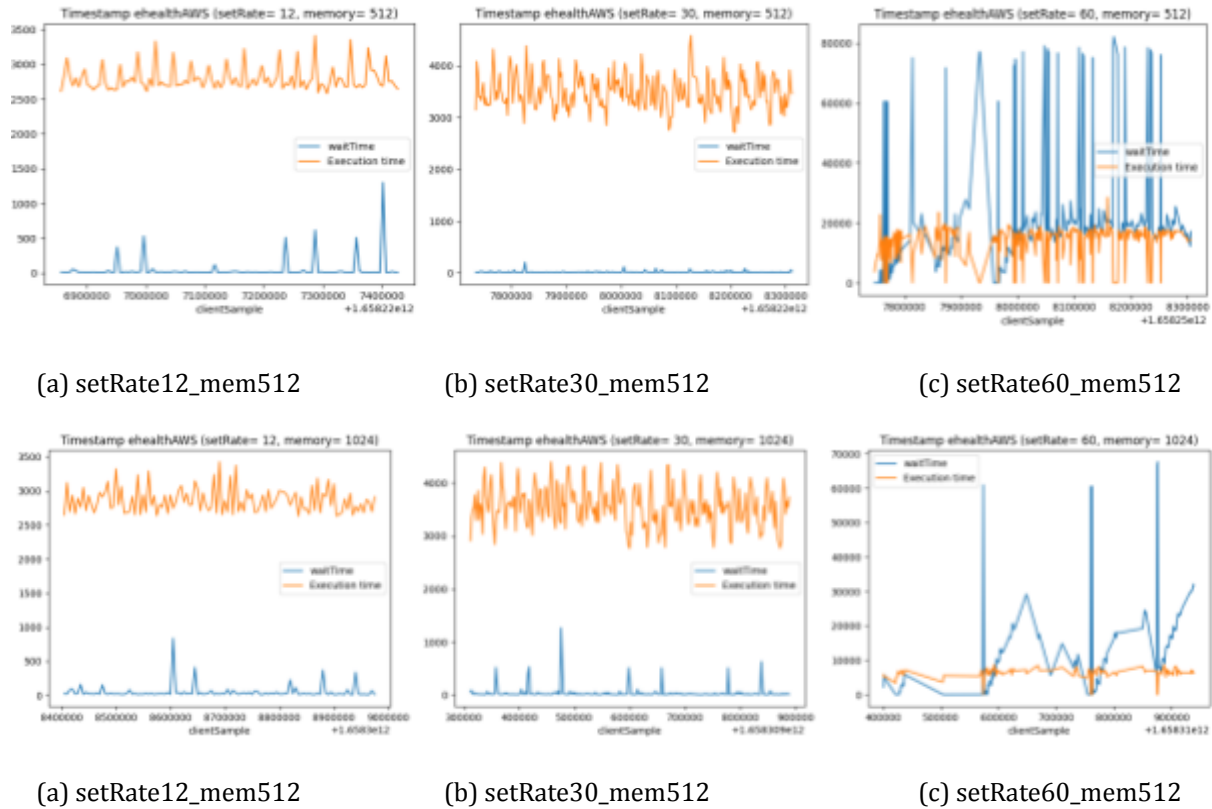 Timestamp ehealthAWS (setRate= 12, memory= 512)
3500
3000
2500
2000
1500
1000
500
0
waitTime
Execution time
6900000 7000000 7100000 7200000 7300000 7400000
clientSample
+1.65822e12
(a) setRate12_mem512
Timestamp ehealthAWS (setRate= 30, memory= 512)
4000
3000
2000
1000
0
waitTime
Execution time
7800000 7900000 8000000 8100000 8200000 8300000
clientSample
+1.65822e12
(b) setRate30_mem512
Timestamp ehealthAWS (setRate= 60, memory= 512)
80000
60000
40000
20000
0
waitTime
Execution time
7800000 7900000 8000000 8100000 8200000 8300000
clientSample
+1.65825e12
(c) setRate60_mem512
Timestamp ehealthAWS (setRate= 12, memory= 1024)
3500
3000
2500
2000
1500
1000
500
0
waitTime
Execution time
8400000 8500000 8600000 8700000 8800000 8900000 9000000
clientSample
+1.6583e12
(a) setRate12_mem512
Timestamp ehealthAWS (setRate= 30, memory= 1024)
4000
3000
2000
1000
0
waitTime
Execution time
300000 400000 500000 600000 700000 800000 900000
clientSample
+1.658309e12
(b) setRate30_mem512
Timestamp ehealthAWS (setRate= 60, memory= 1024)
70000
60000
50000
40000
30000
20000
10000
0
waitTime
Execution time
400000 500000 600000 700000 800000 900000
clientSample
+1.65831e12
(c) setRate60_mem512